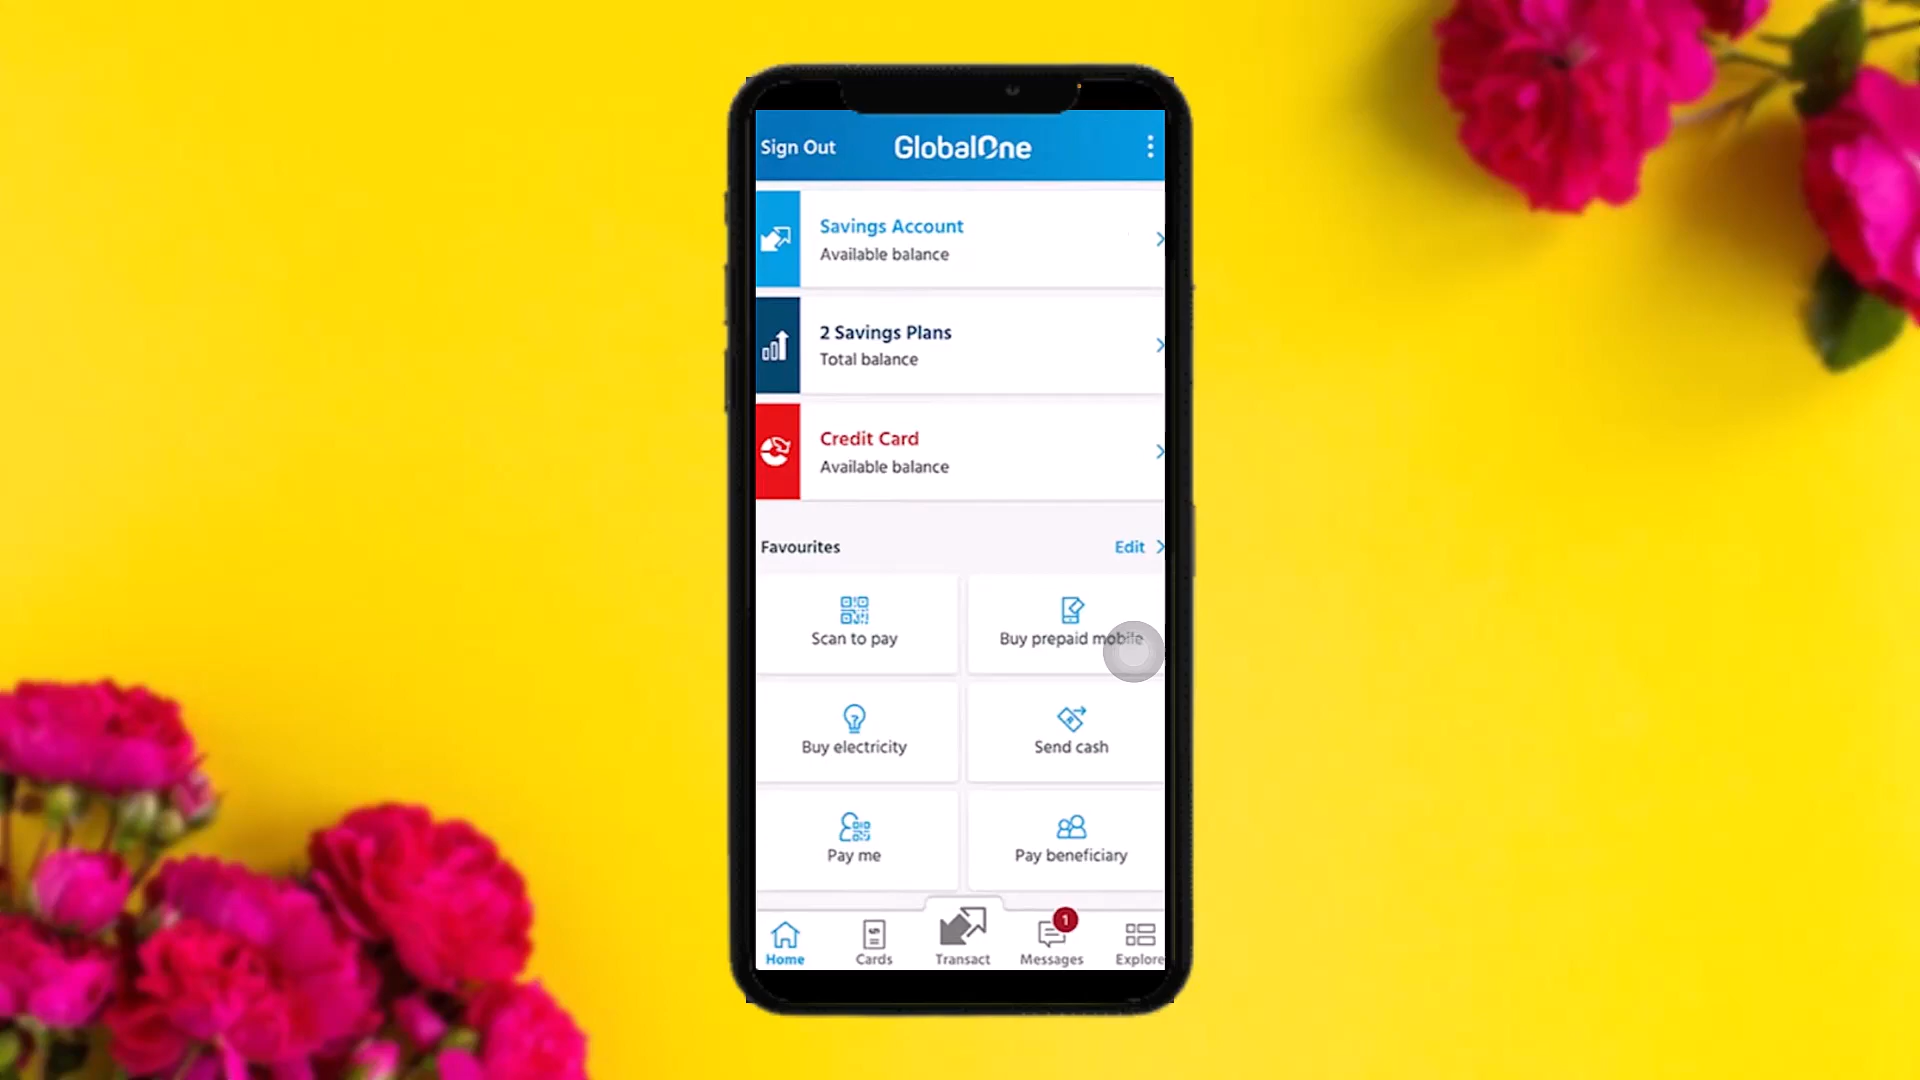 Sign Out
GlobalOne
Savings Account
Available balance
2 Savings Plans
Total balance
Credit Card
Available balance
Favourites
Edit
Scan to pay
Buy prepaid mobile
Buy electricity
Send cash
Pay me
Pay beneficiary
1
Home
Cards
Transact
Messages
Explore